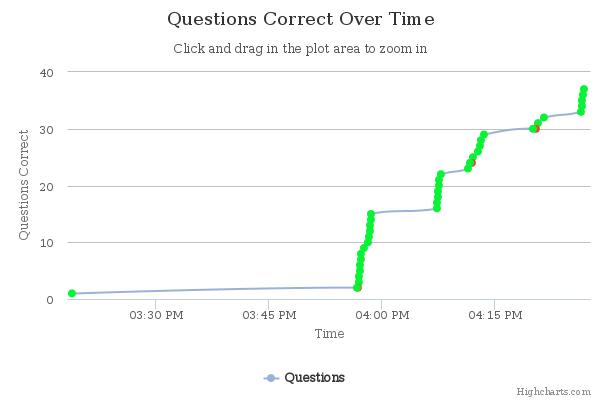 Questions Correct Over Time
Click and drag in the plot area to zoom in
Questions Correct
40
30
20
10
0
03:30 PM
03:45 PM
04:00 PM
04:15 PM
Time
Questions
Highcharts.com